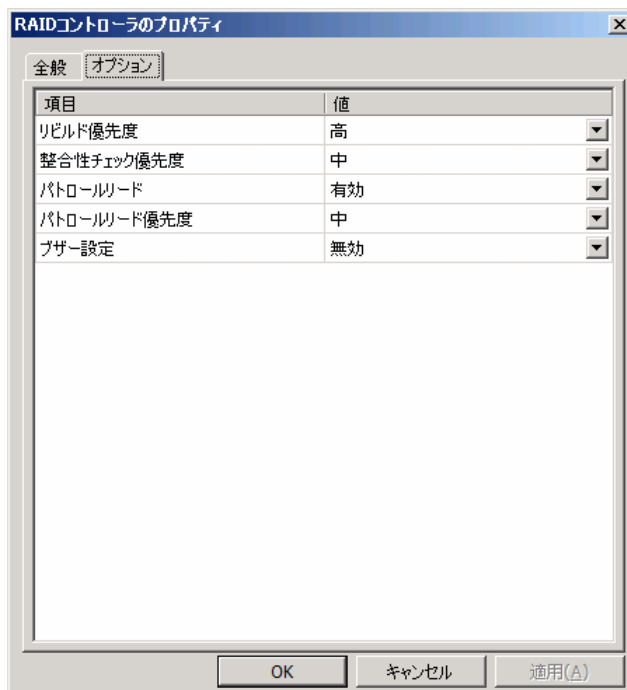 RAIDコントローラのプロパティ
全般 オプション
項目 値
リビルド優先度 高
整合性チェック優先度 中
パトロールリード 有効
パトロールリード優先度 中
ブザー設定 無効
OK キャンセル 適用(A)